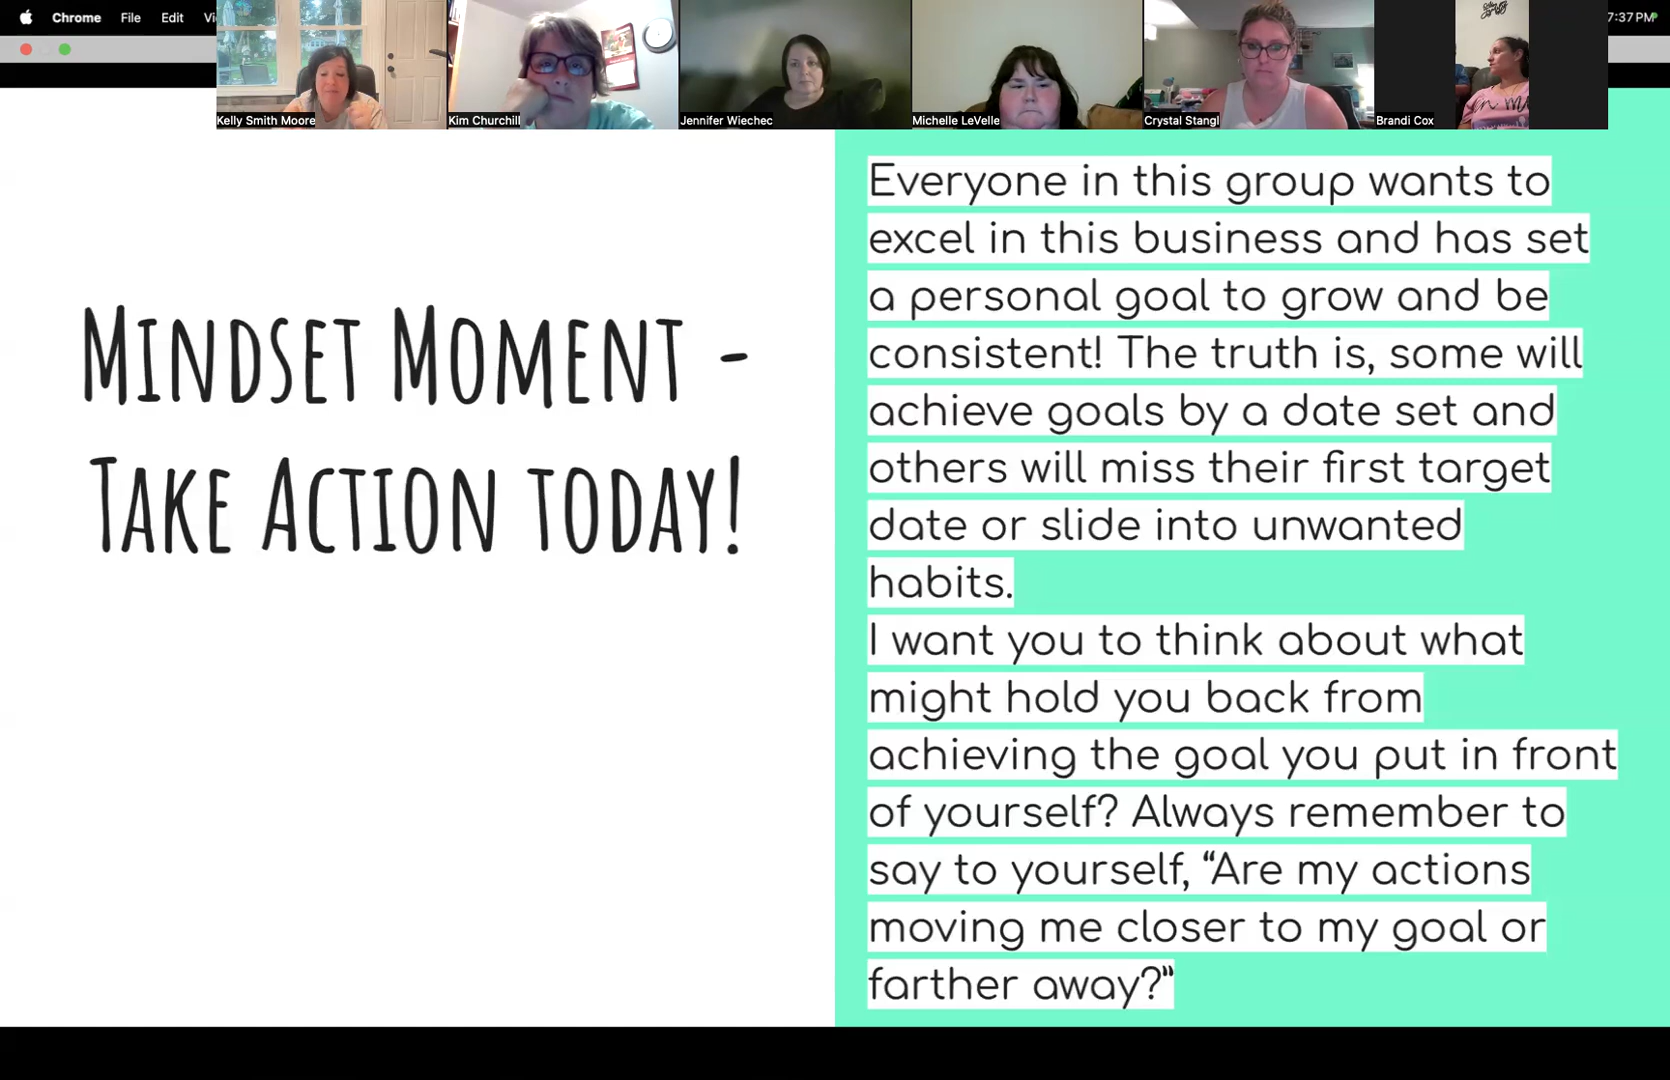 Chrome File Edit Vi
7:37 PM
Kelly Smith Moore
Kim Churchill
Jennifer Wiechec
Michelle LeVelle
Crystal Stangl
Brandi Cox
Mindset Moment -
Take Action today!
Everyone in this group wants to
excel in this business and has set
a personal goal to grow and be
consistent! The truth is, some will
achieve goals by a date set and
others will miss their first target
date or slide into unwanted
habits.
I want you to think about what
might hold you back from
achieving the goal you put in front
of yourself? Always remember to
say to yourself, “Are my actions
moving me closer to my goal or
farther away?”